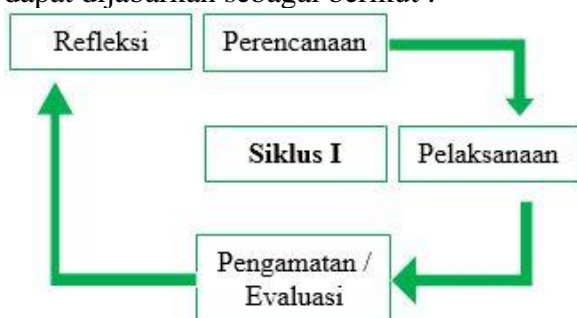 dapat dijabarkan sebagai berikut :
Refleksi
Perencanaan
Siklus I
Pelaksanaan
Pengamatan /
Evaluasi